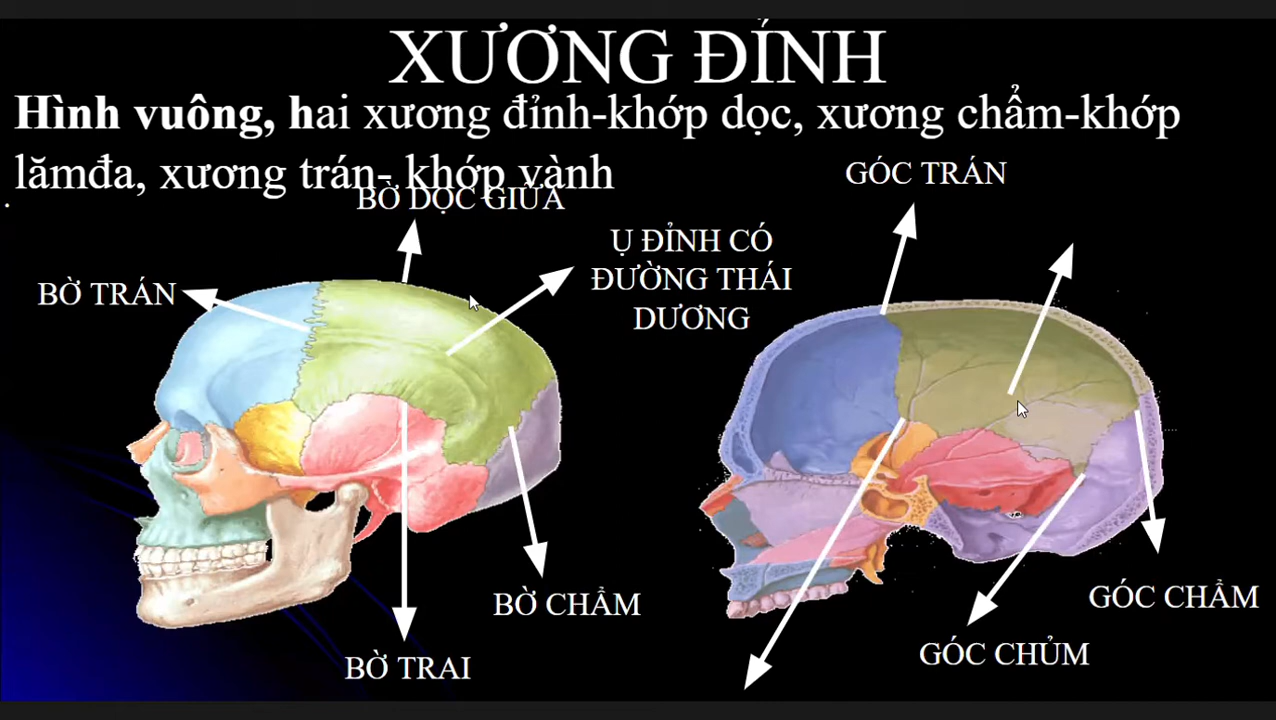 XƯƠNG ĐỈNH
Hình vuông, hai xương đỉnh-khớp dọc, xương chẩm-khớp
lămđa, xương trán- khớp vành
BỜ DỌC GIỮA
GÓC TRÁN
Ụ ĐỈNH CÓ
ĐƯỜNG THÁI
DƯƠNG
BỜ TRÁN
BỜ CHẨM
BỜ TRAI
GÓC CHẨM
GÓC CHỦM